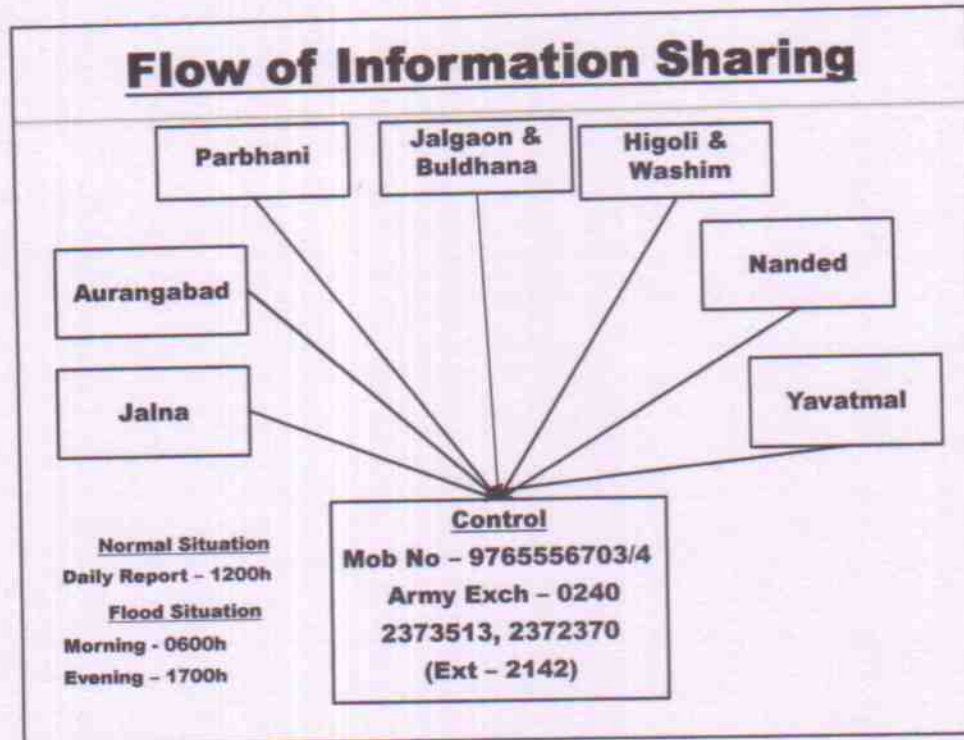 Flow of Information Sharing
Parbhani
Jalgaon &
Buldhana
Higoli &
Washim
Aurangabad
Nanded
Jalna
Yavatmal
Normal Situation
Daily Report – 1200h
Flood Situation
Morning - 0600h
Evening – 1700h
Control
Mob No – 9765556703/4
Army Exch – 0240
2373513, 2372370
(Ext – 2142)